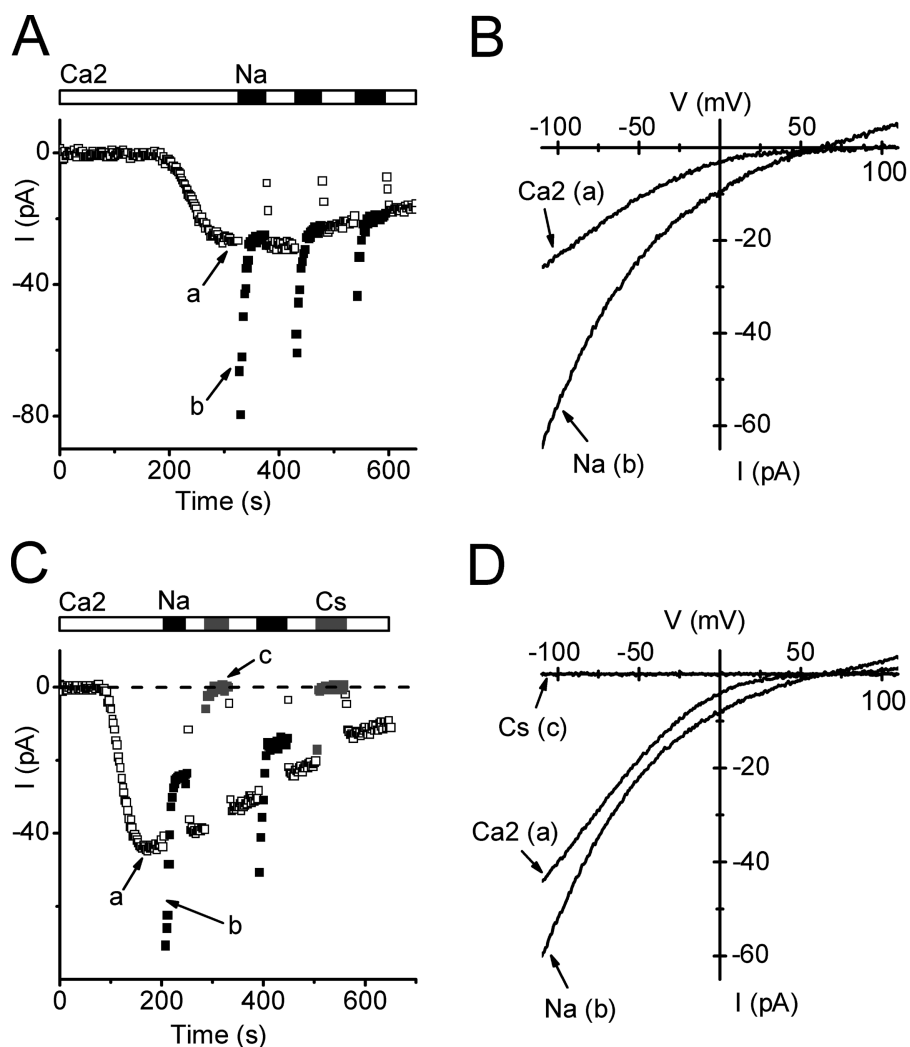 A
Ca2 Na
0
-40
-80
I (pA)
a
b
0 200 400 600
Time (s)
B
V (mV)
-100 -50 50
100
Ca2 (a)
-20
-40
-60
Na (b)
I (pA)
C
Ca2 Na Cs
c
0
-40
I (pA)
a
b
0 200 400 600
Time (s)
D
V (mV)
-100 -50 50
100
Cs (c)
-20
Ca2 (a)
-40
-60
Na (b)
I (pA)